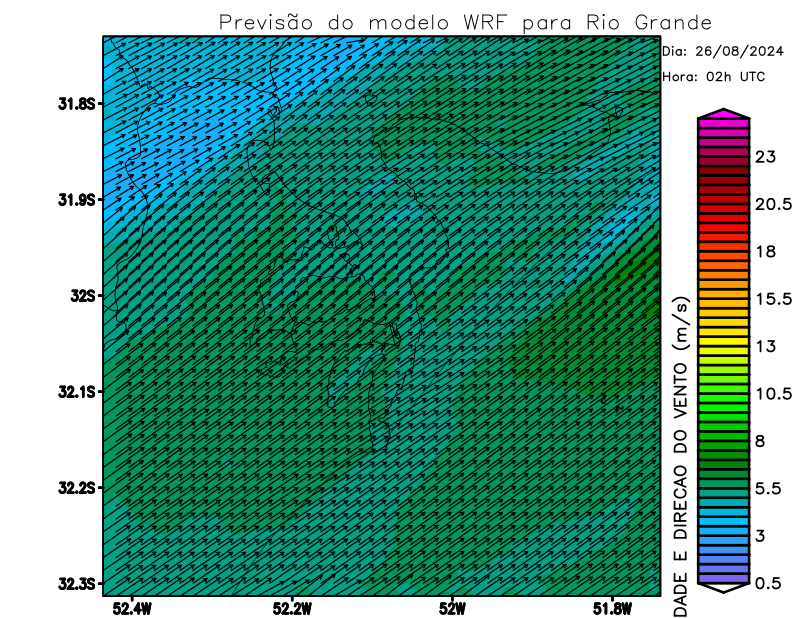 Previsão do modelo WRF para Rio Grande
Dia: 26/08/2024
Hora: 02h UTC
31.8S
31.9S
32S
32.1S
32.2S
32.3S
52.4W
52.2W
52W
51.8W
DADE E DIRECAO DO VENTO (m/s)
23
20.5
18
15.5
13
10.5
8
5.5
3
0.5